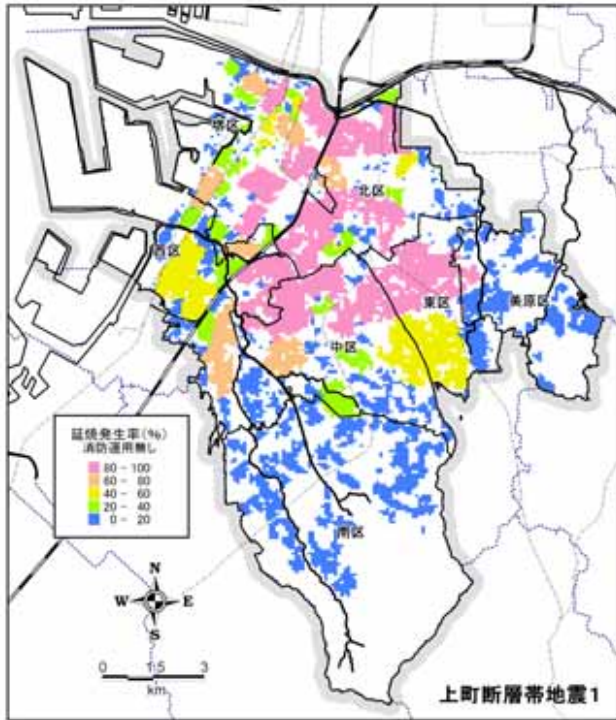 堺区
北区
西区
東区
美原区
中区
延焼発生率(%)
消防運用無し
80 - 100
60 - 80
40 - 60
20 - 40
0 - 20
南区
N
W E
S
0 1.5 3
km
上町断層帯地震1